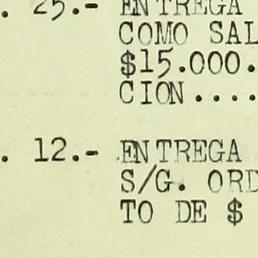 . 25.- ENTREGA
COMO SAL
$15.000.
CION....
. 12.- ENTREGA
S/G. ORD
TO DE $